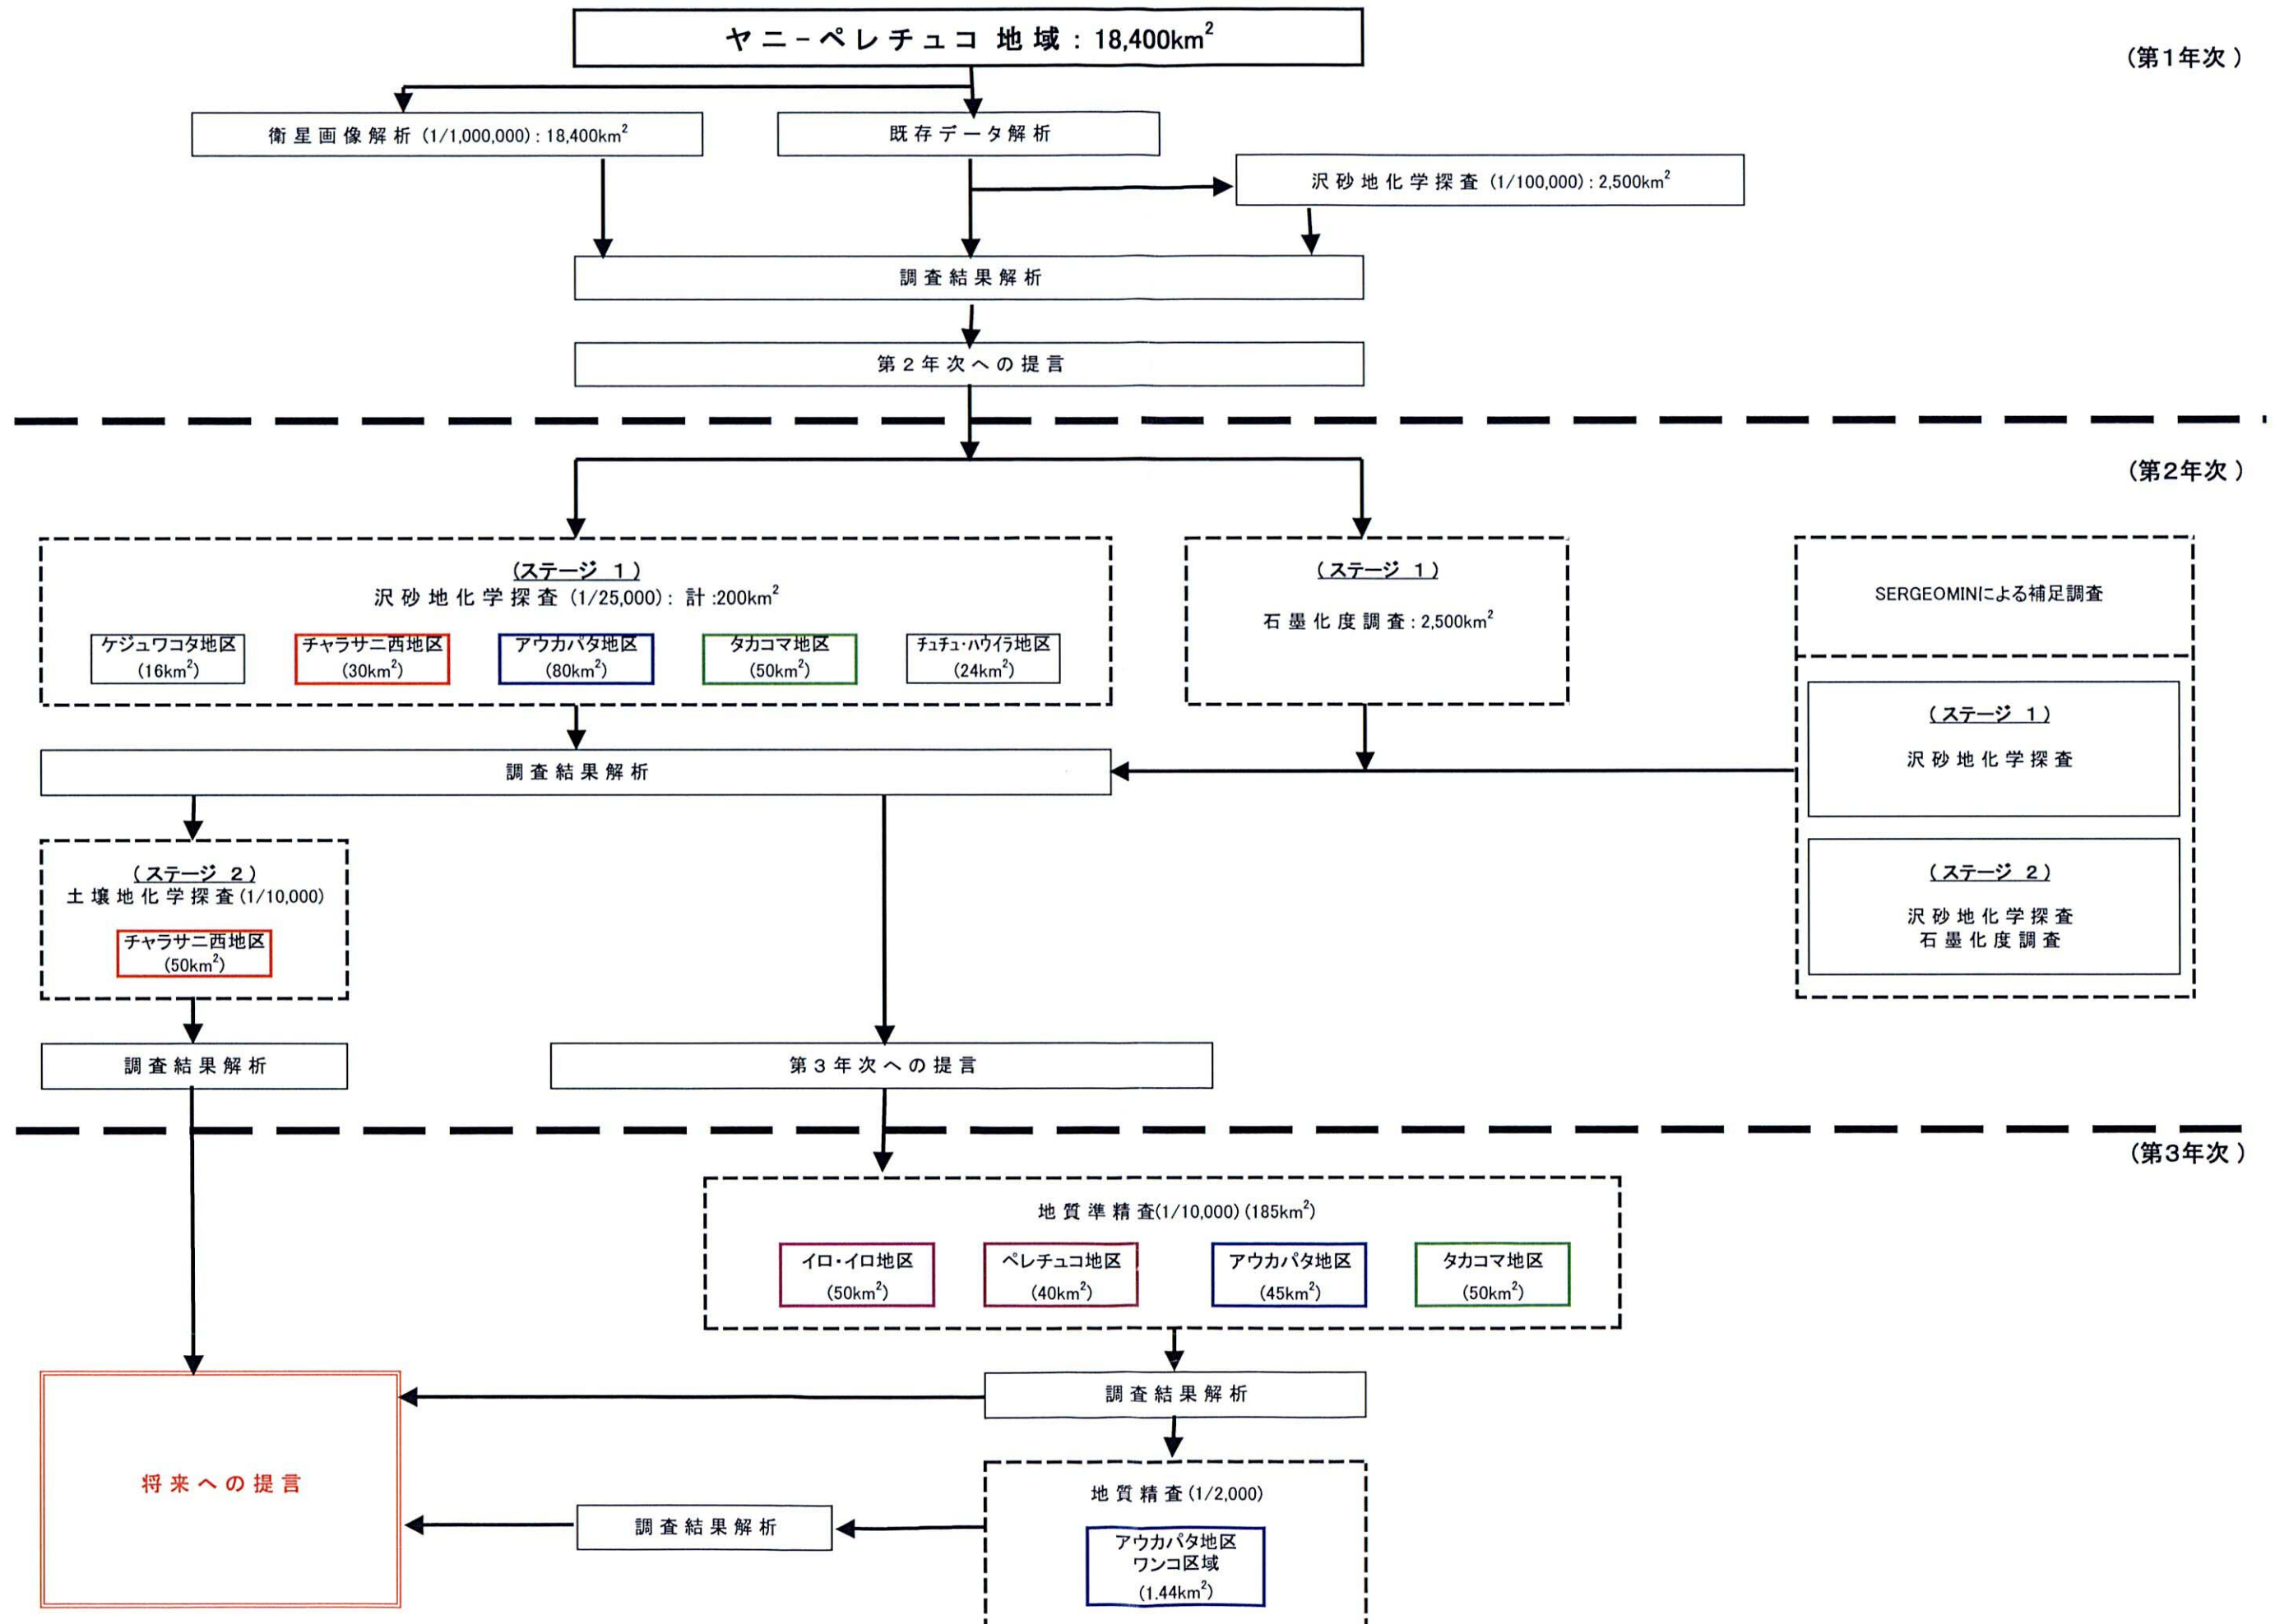 ヤニ-ペレチュコ 地域 : 18,400km²
(第1年次 )
衛星画像解析 (1/1,000,000) : 18,400km²
既存データ解析
沢砂地化学探査 (1/100,000) : 2,500km²
調査結果解析
第2年次への提言
(第2年次 )
(ステージ 1)
沢砂地化学探査 (1/25,000) : 計 :200km²
ケジュワコタ地区
(16km²)
チャラサニ西地区
(30km²)
アウカパタ地区
(80km²)
タカコマ地区
(50km²)
チュチュ・ハウイラ地区
(24km²)
(ステージ 1)
石墨化度調査 : 2,500km²
SERGEOMINによる補足調査
(ステージ 1)
沢砂地化学探査
(ステージ 2)
沢砂地化学探査
石墨化度調査
調査結果解析
(ステージ 2)
土壌地化学探査 (1/10,000)
チャラサニ西地区
(50km²)
調査結果解析
第3年次への提言
(第3年次 )
地質準精査(1/10,000) (185km²)
イロ・イロ地区
(50km²)
ペレチュコ地区
(40km²)
アウカパタ地区
(45km²)
タカコマ地区
(50km²)
調査結果解析
将来への提言
調査結果解析
地質精査 (1/2,000)
アウカパタ地区
ワンコ区域
(1.44km²)